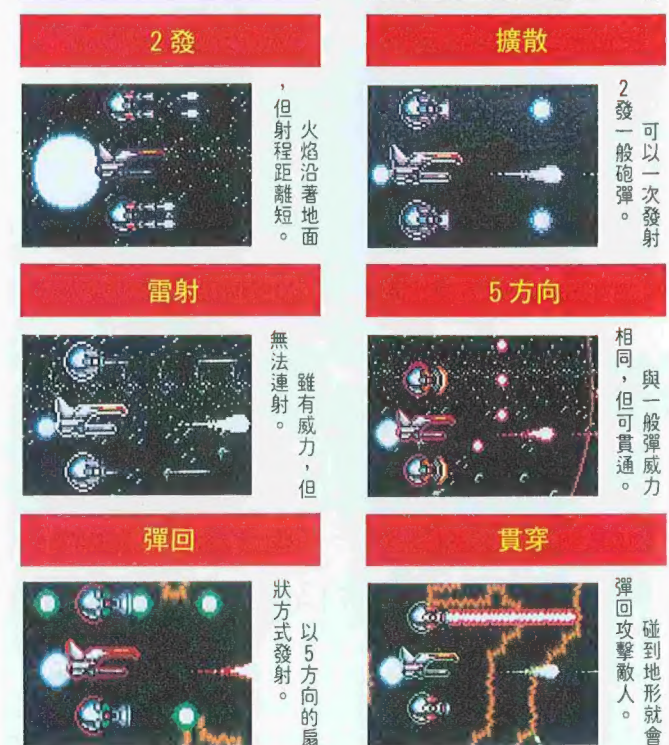 2發
火焰沿著地面
，但射程距離短。
擴散
可以一次發射
2發一般砲彈。
雷射
雖有威力，但
無法連射。
5方向
與一般彈威力
相同，但可貫通。
彈回
以5方向的扇
狀方式發射。
貫穿
碰到地形就會
彈回攻擊敵人。